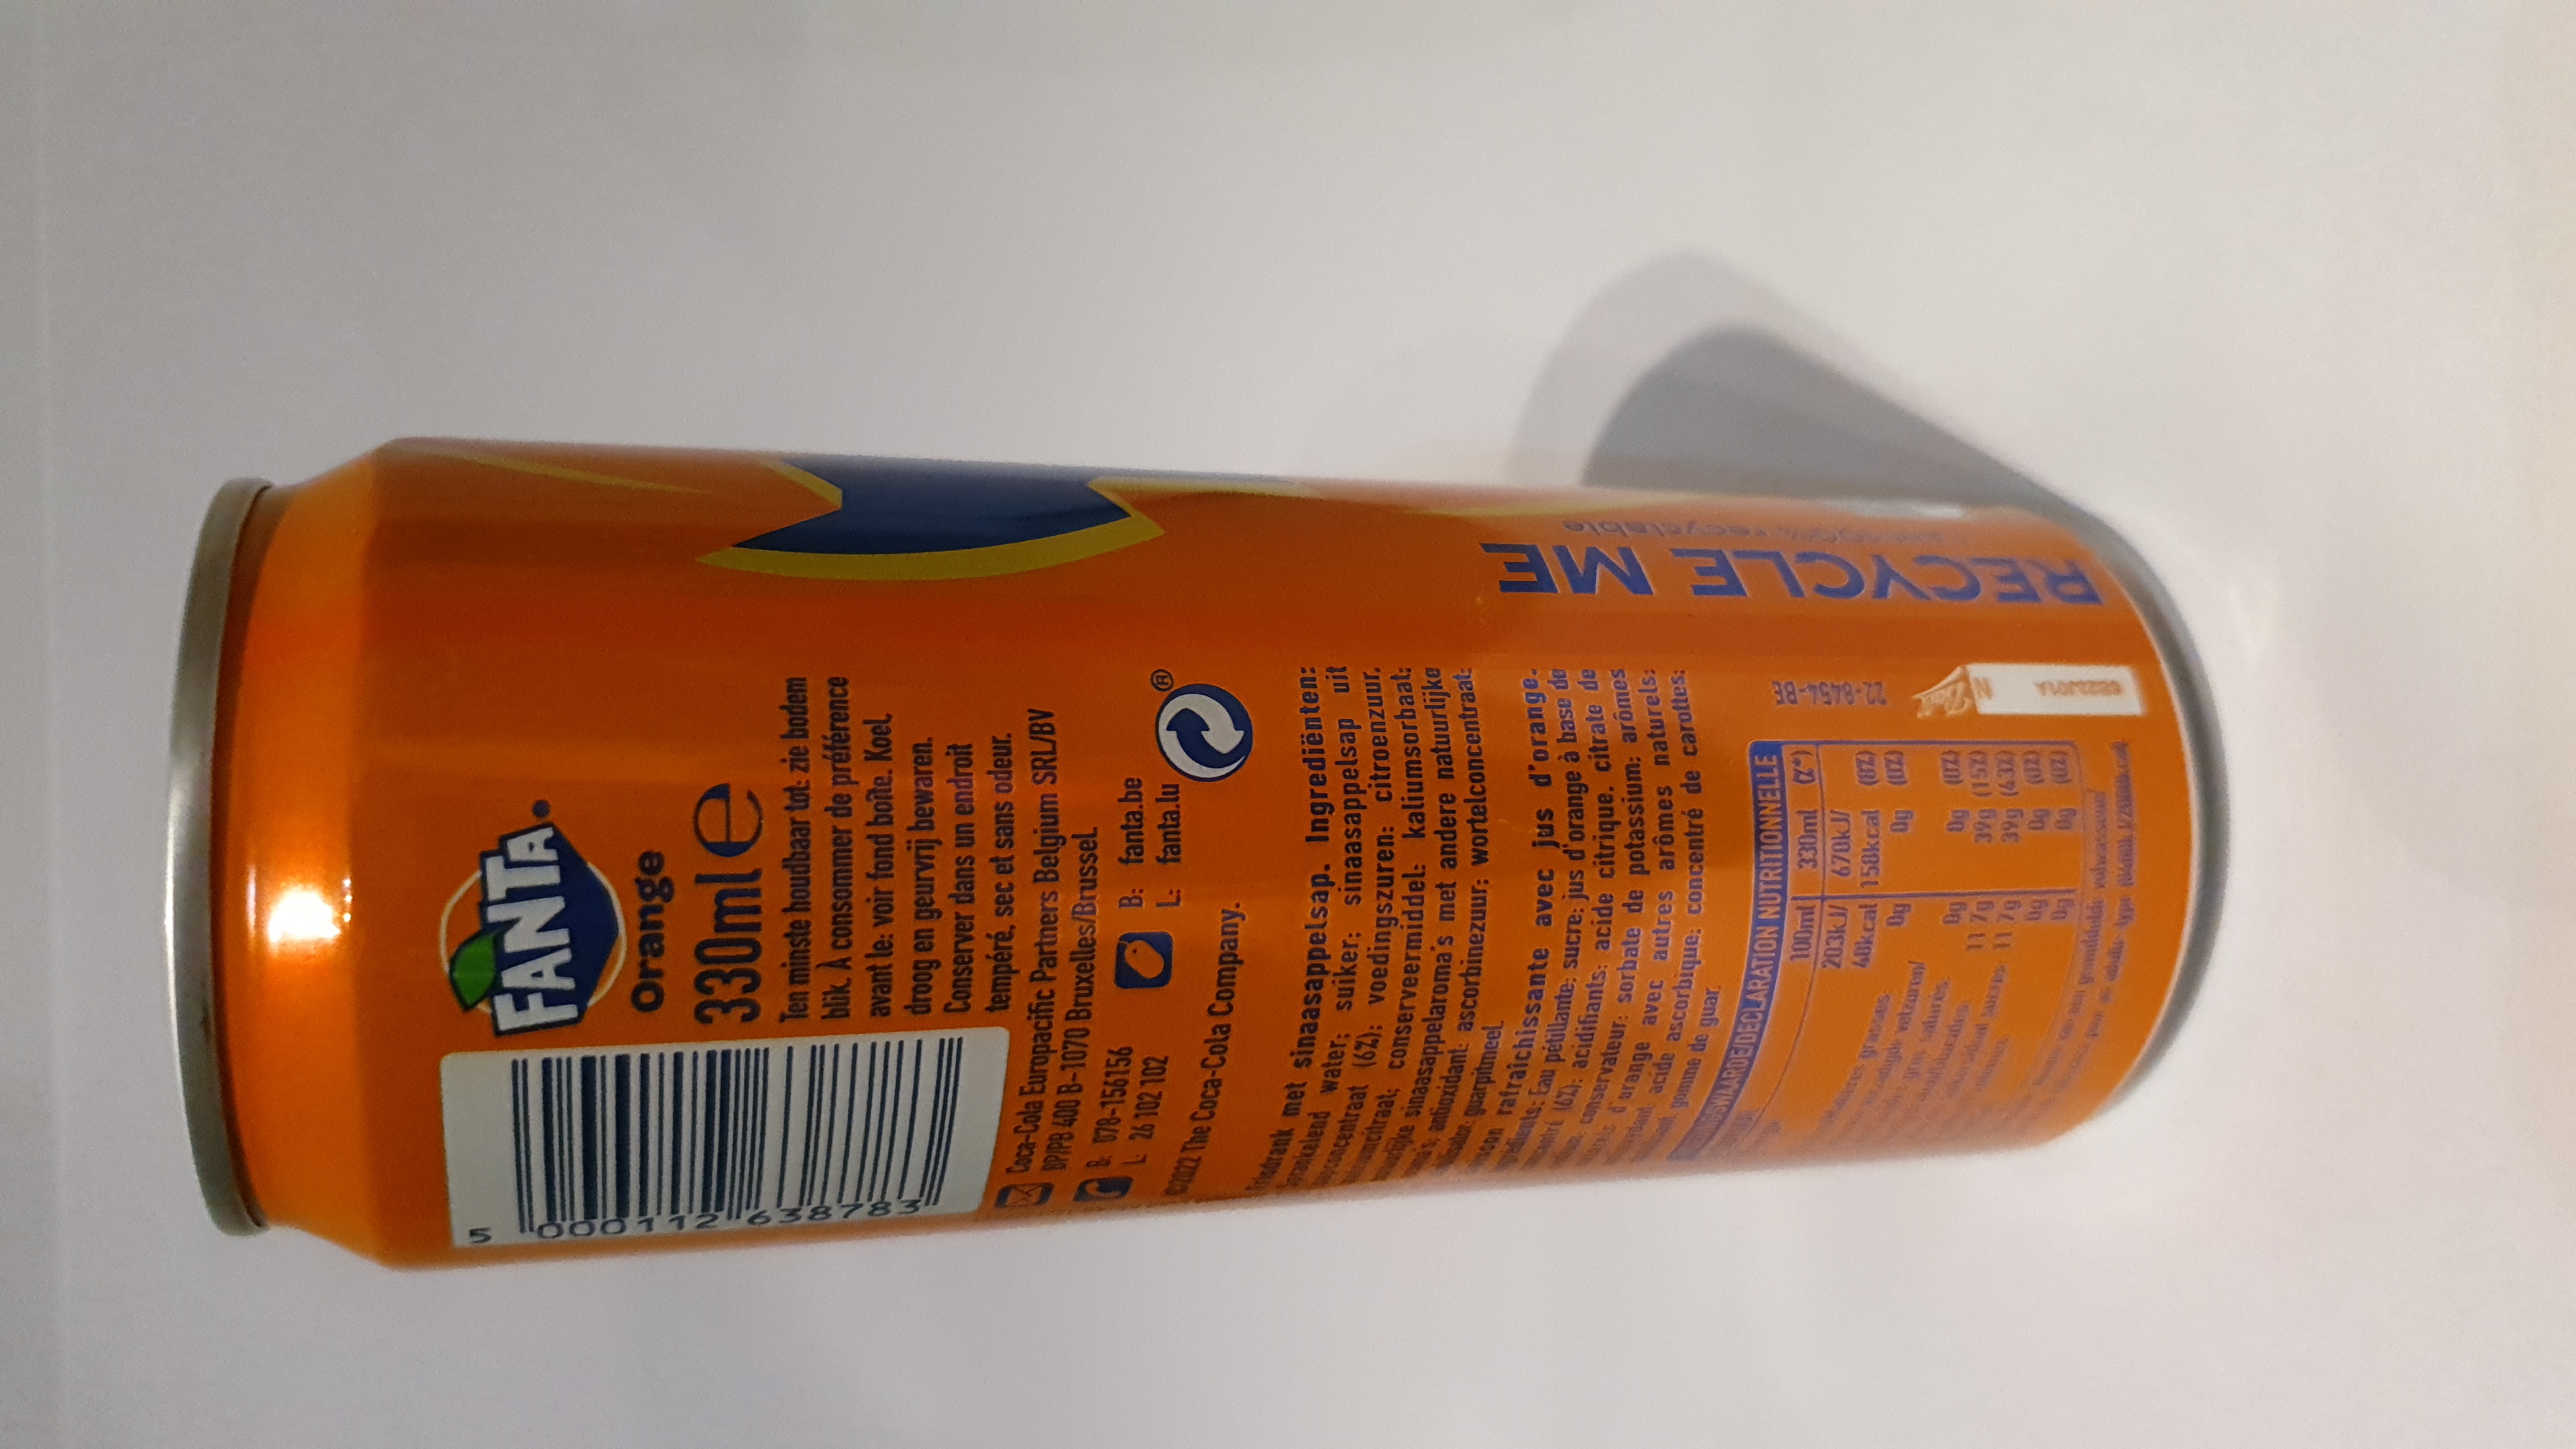 5 000112 638783
FANTA
Orange
330ml e
Ten minste houdbaar tot: zie bodem
blik. À consommer de préférence
avant le: voir fond boîte. Koel,
droog en geurvrij bewaren.
Conserver dans un endroit
tempéré, sec et sans odeur.
Coca-Cola Europacific Partners Belgium SRL/BV
BP/PB 400 B-1070 Bruxelles/Brussel.
B: 078-156156
L: 26 102 102
B: fanta.be
L: fanta.lu
®
©2022 The Coca-Cola Company.
Frisdrank met sinaasappelsap. Ingrediënten:
water; suiker; sinaasappelsap uit
(6%); voedingszuren: citroenzuur,
conserveermiddel: kaliumsorbaat;
sinaasappelaroma's met andere natuurlijke
antioxidant: ascorbinezuur; wortelconcentraat;
guarpitmeel.
rafraîchissante avec jus d'orange.
Eau pétillante; sucre; jus d'orange à base de
(6%); acidifiants: acide citrique, citrate de
conservateur: sorbate de potassium; arômes
d'orange avec autres arômes naturels;
acide ascorbique; concentré de carottes;
gomme de guar.
DECLARATION NUTRITIONNELLE
100ml 330ml (%*)
203kJ/ 670kJ/
48kcal 158kcal (8%)
grasses 0g 0g (0%)
vetzuren/
gras saturés 0g 0g (0%)
11.7g 39g (15%)
sucres 11.7g 39g (43%)
0g 0g (0%)
0g 0g (0%)
gemiddelde volwassene/
22-8454-BE
RECYCLE ME
recyclable